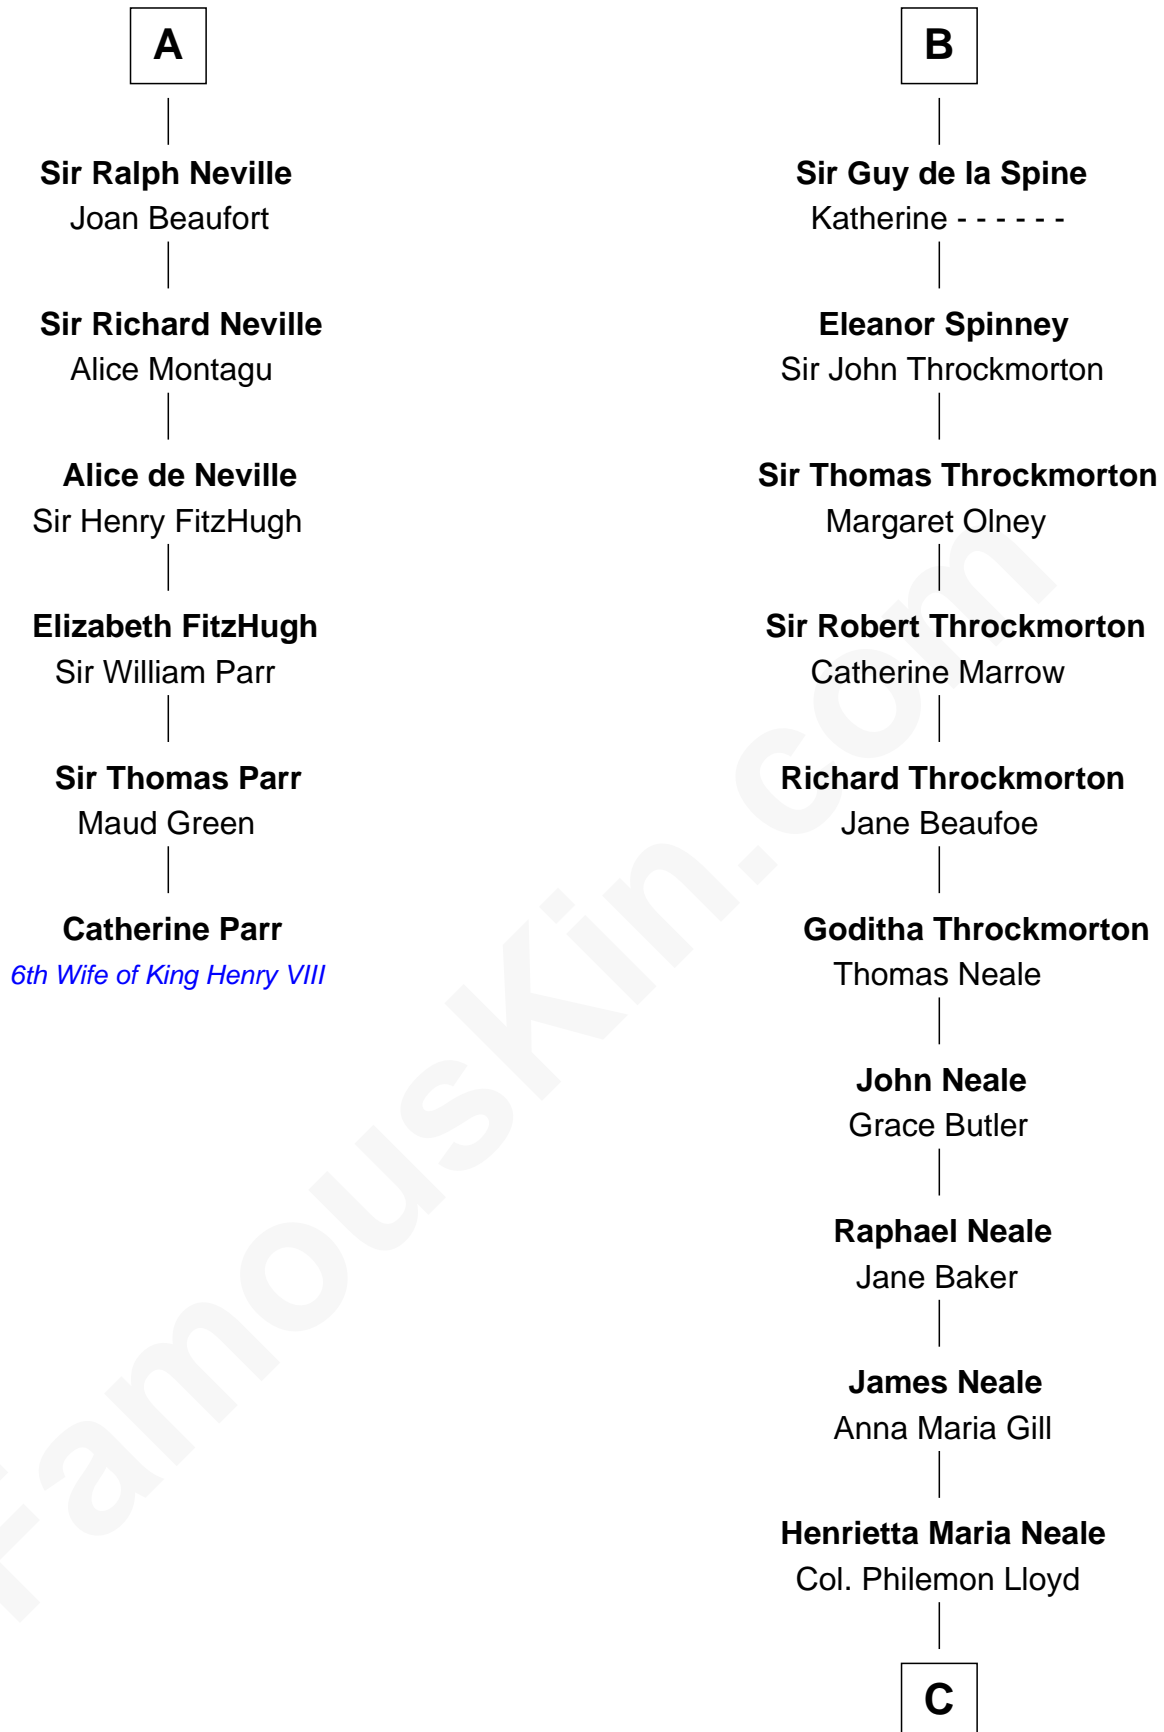 A
Sir Ralph Neville
Joan Beaufort
Sir Richard Neville
Alice Montagu
Alice de Neville
Sir Henry FitzHugh
Elizabeth FitzHugh
Sir William Parr
Sir Thomas Parr
Maud Green
Catherine Parr
6th Wife of King Henry VIII
B
Sir Guy de la Spine
Katherine - - - - - -
Eleanor Spinney
Sir John Throckmorton
Sir Thomas Throckmorton
Margaret Olney
Sir Robert Throckmorton
Catherine Marrow
Richard Throckmorton
Jane Beaufoe
Goditha Throckmorton
Thomas Neale
John Neale
Grace Butler
Raphael Neale
Jane Baker
James Neale
Anna Maria Gill
Henrietta Maria Neale
Col. Philemon Lloyd
C
FamousKin.com